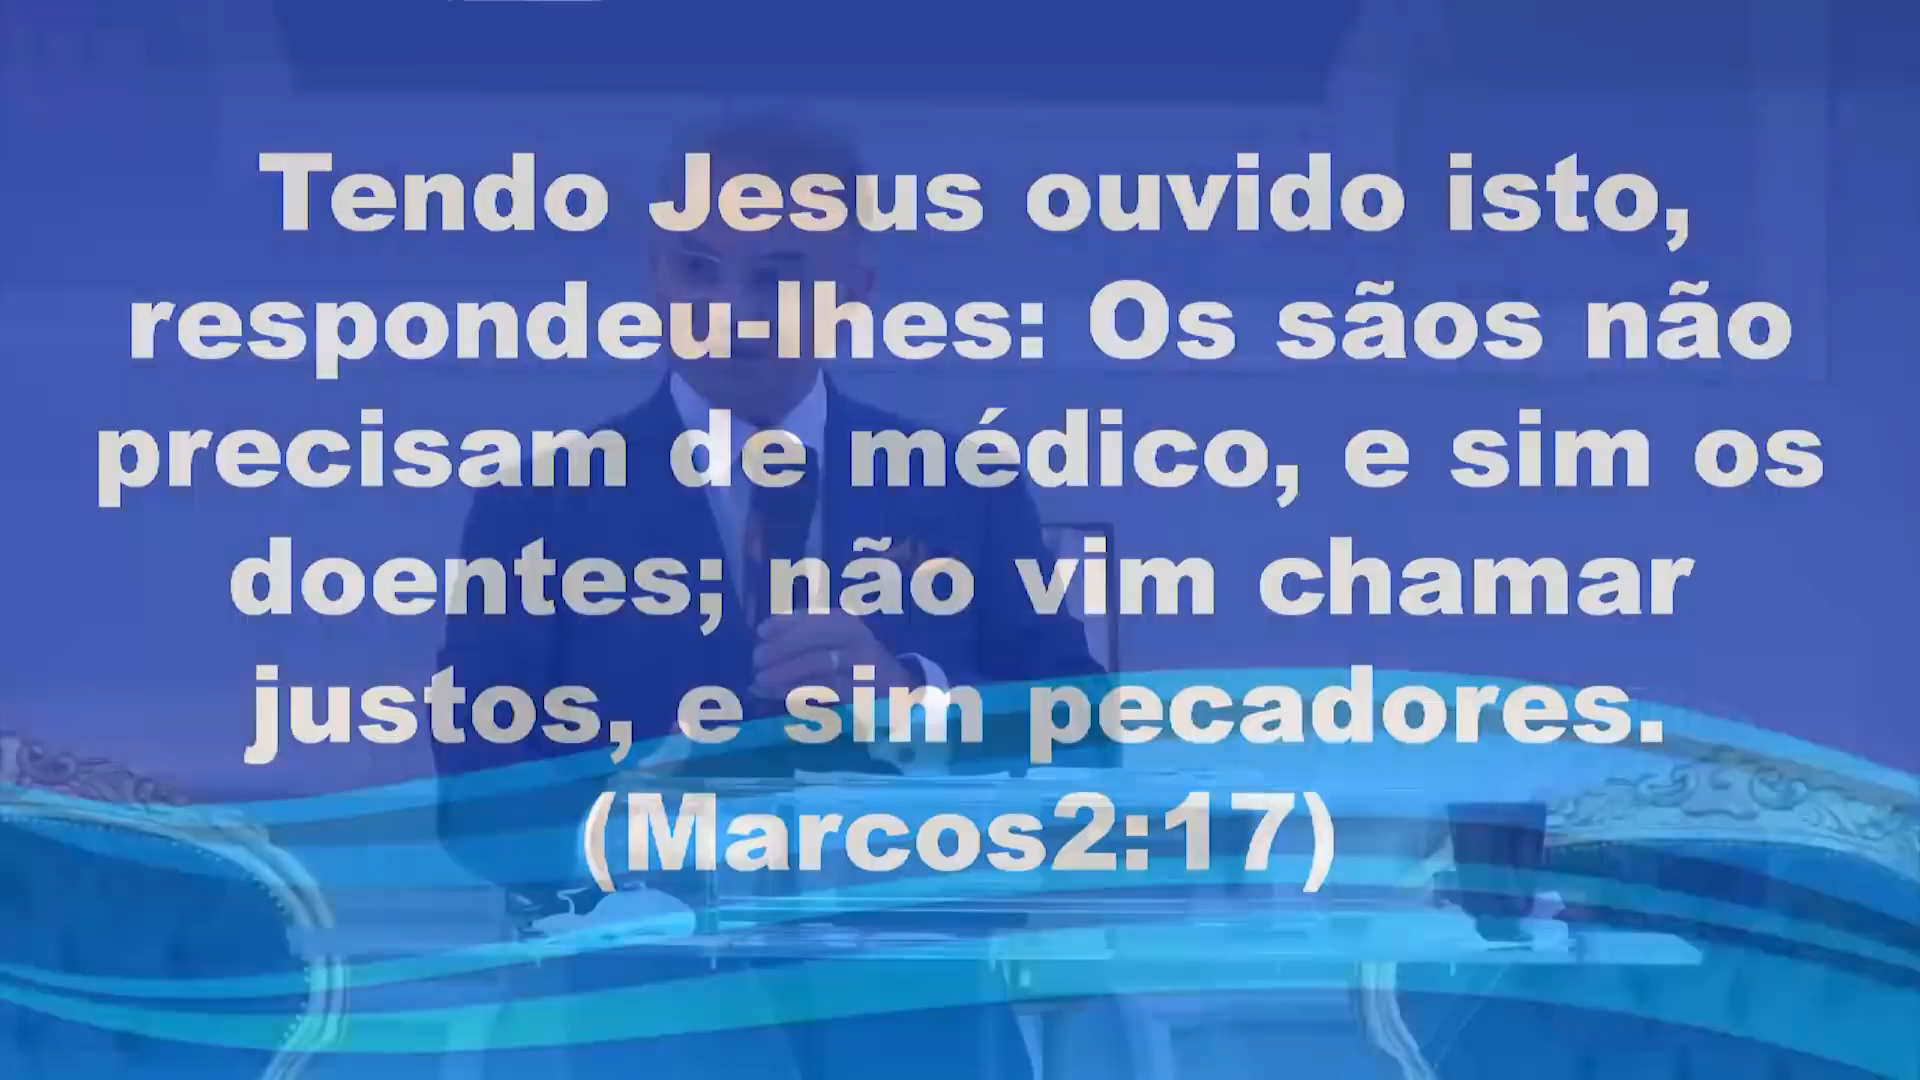 Tendo Jesus ouvido isto,
respondeu-lhes: Os sãos não
precisam de médico, e sim os
doentes; não vim chamar
justos, e sim pecadores.
(Marcos2:17)